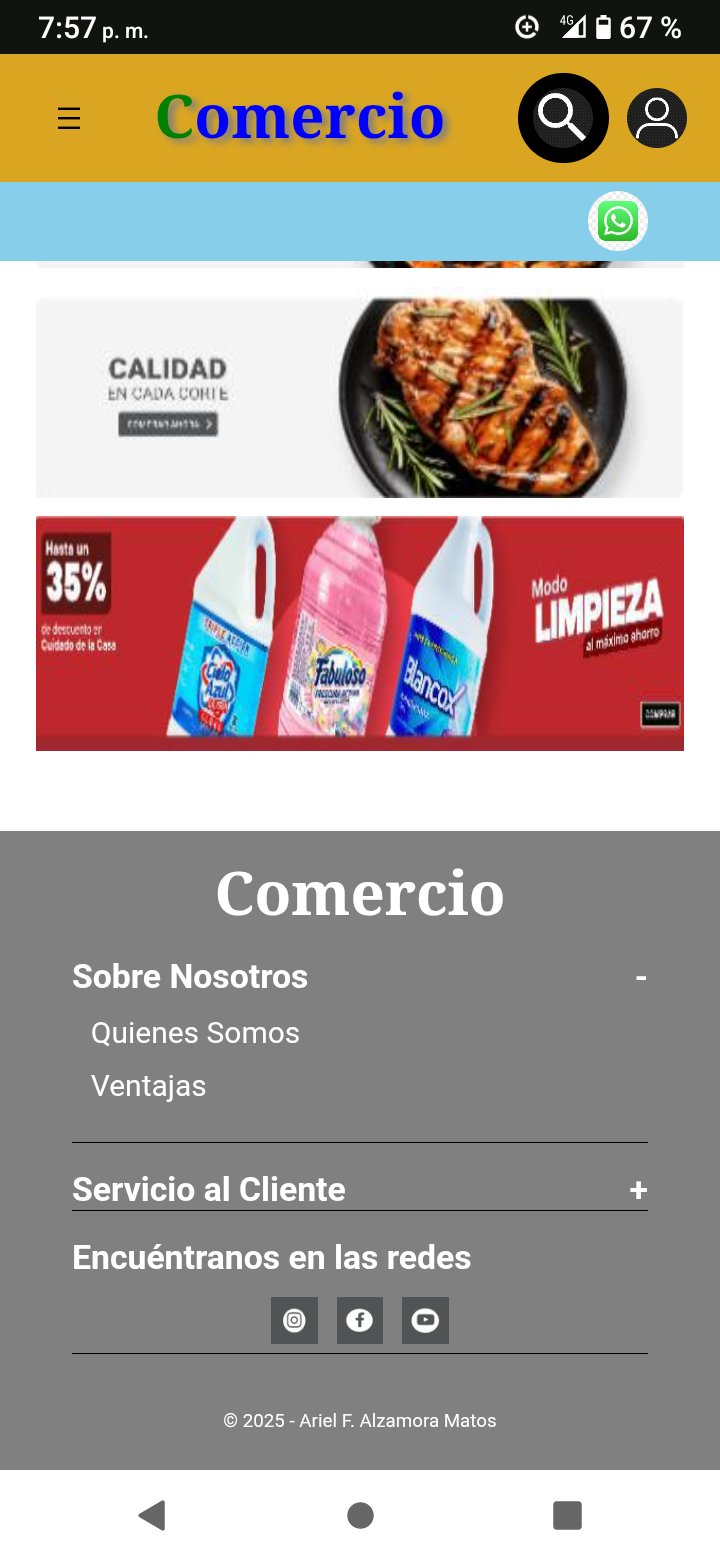 7:57 p. m.
4G
67 %
Comercio
CALIDAD
EN CADA CORTE
COMPRAR AHORA
Hasta un
35%
de descuento en
Cuidado de la Casa
Cielo
Azul
Fabuloso
Blancox
Modo
LIMPIEZA
al máximo ahorro
COMPRAR
Comercio
Sobre Nosotros -
Quienes Somos
Ventajas
Servicio al Cliente +
Encuéntranos en las redes
© 2025 - Ariel F. Alzamora Matos